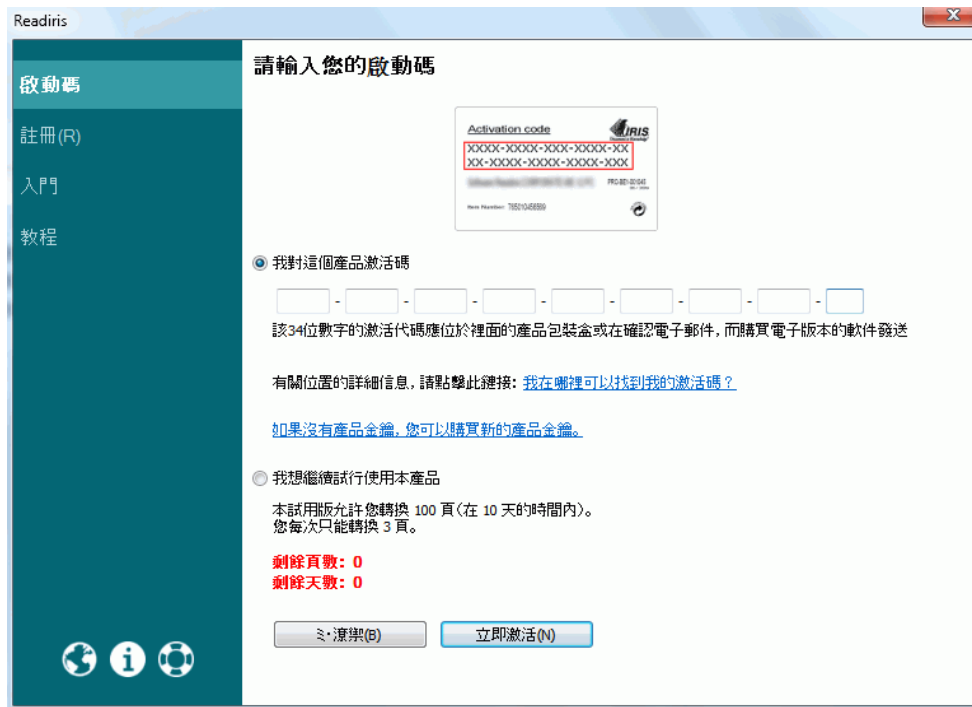 Readiris
啟動碼
註冊(R)
入門
教程
請輸入您的啟動碼
Activation code
IRIS
XXXX-XXXX-XXX-XXXX-XX
XX-XXXX-XXXX-XXXX-XXX
Item Number: 765010456589
我對這個產品激活碼
- - - - - - - -
該34位數字的激活代碼應位於裡面的產品包裝盒或在確認電子郵件, 而購買電子版本的軟件發送
有關位置的詳細信息, 請點擊此鏈接: 我在哪裡可以找到我的激活碼？
如果沒有產品金鑰, 您可以購買新的產品金鑰。
我想繼續試行使用本產品
本試用版允許您轉換 100 頁(在 10 天的時間內)。
您每次只能轉換 3 頁。
剩餘頁數: 0
剩餘天數: 0
ミ・滾禦(B)
立即激活(N)